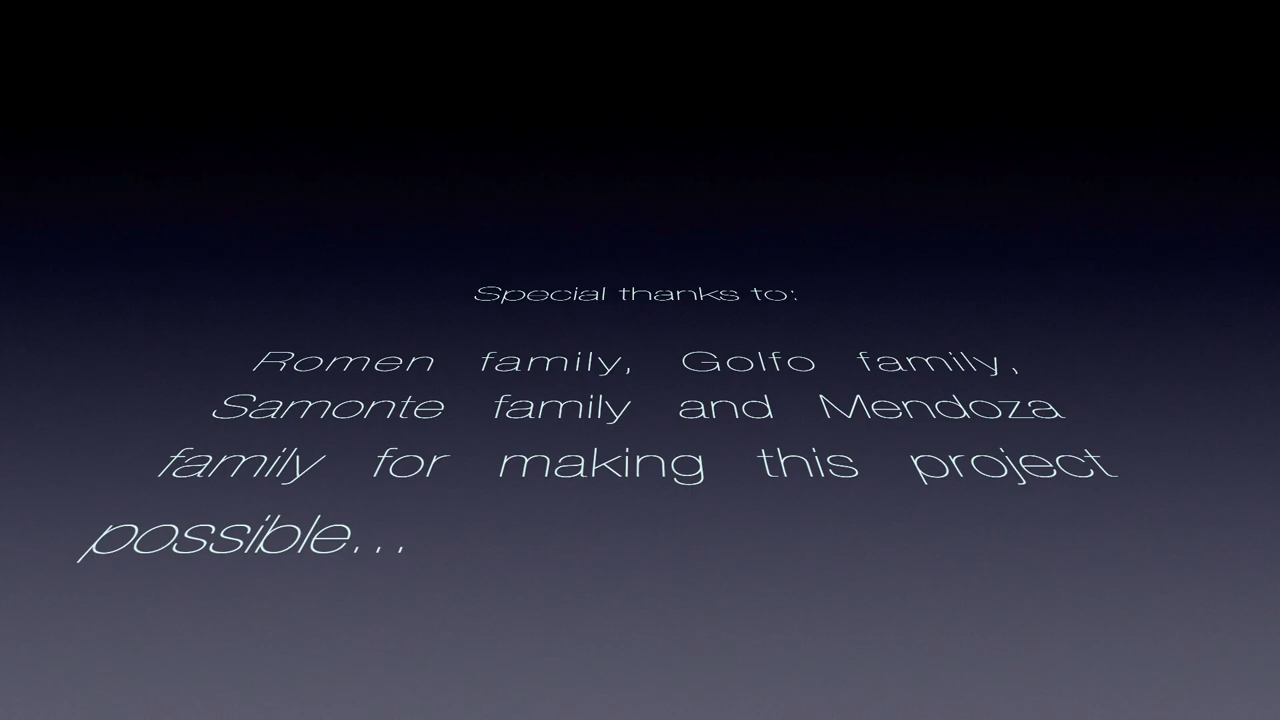 Special thanks to:
Romen family, Golfo family,
Samonte family and Mendoza
family for making this project
possible...